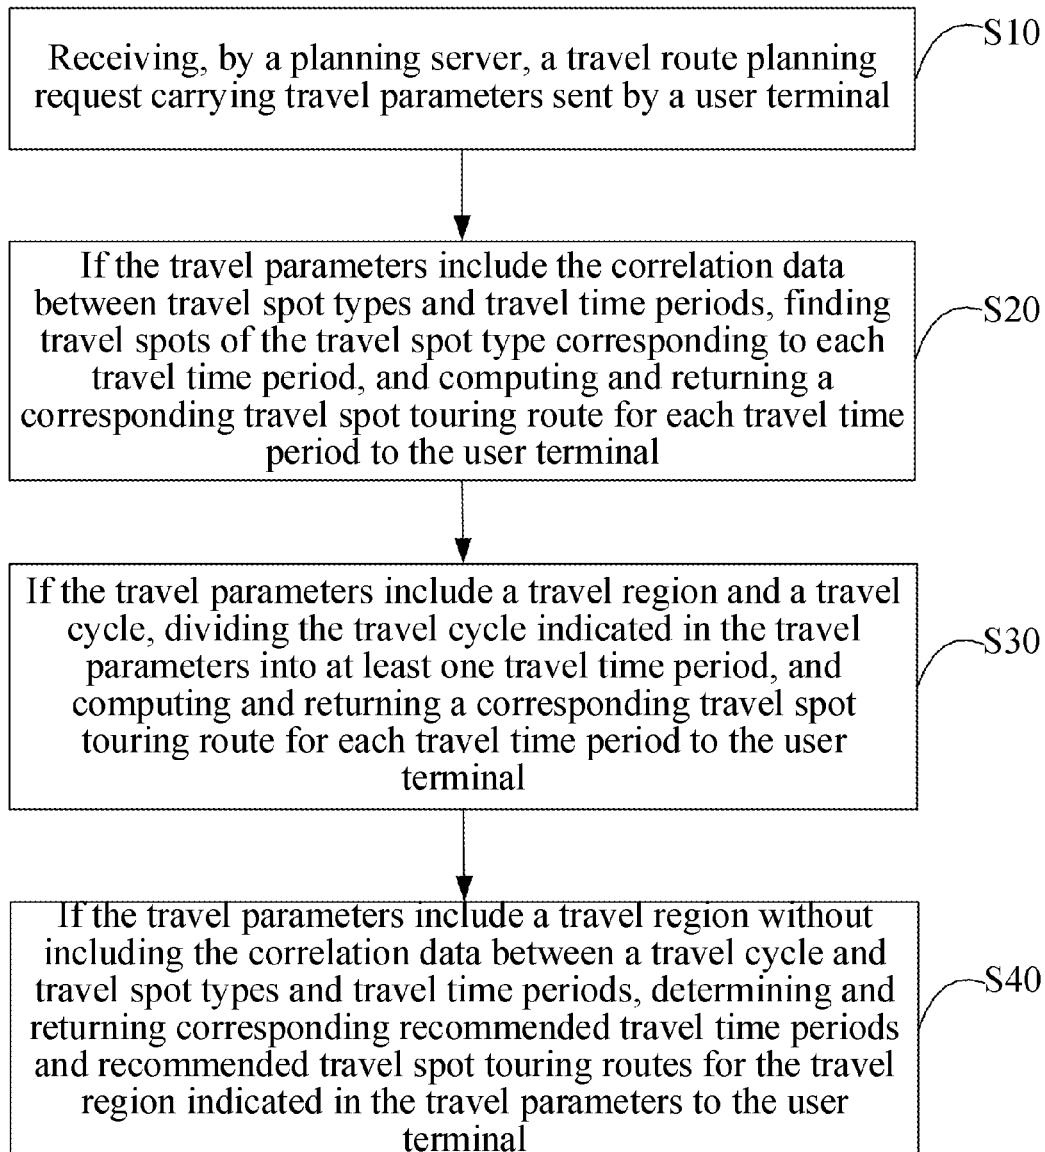 Receiving, by a planning server, a travel route planning
request carrying travel parameters sent by a user terminal
S10
If the travel parameters include the correlation data
between travel spot types and travel time periods, finding
travel spots of the travel spot type corresponding to each
travel time period, and computing and returning a
corresponding travel spot touring route for each travel time
period to the user terminal
S20
If the travel parameters include a travel region and a travel
cycle, dividing the travel cycle indicated in the travel
parameters into at least one travel time period, and
computing and returning a corresponding travel spot
touring route for each travel time period to the user
terminal
S30
If the travel parameters include a travel region without
including the correlation data between a travel cycle and
travel spot types and travel time periods, determining and
returning corresponding recommended travel time periods
and recommended travel spot touring routes for the travel
region indicated in the travel parameters to the user
terminal
S40